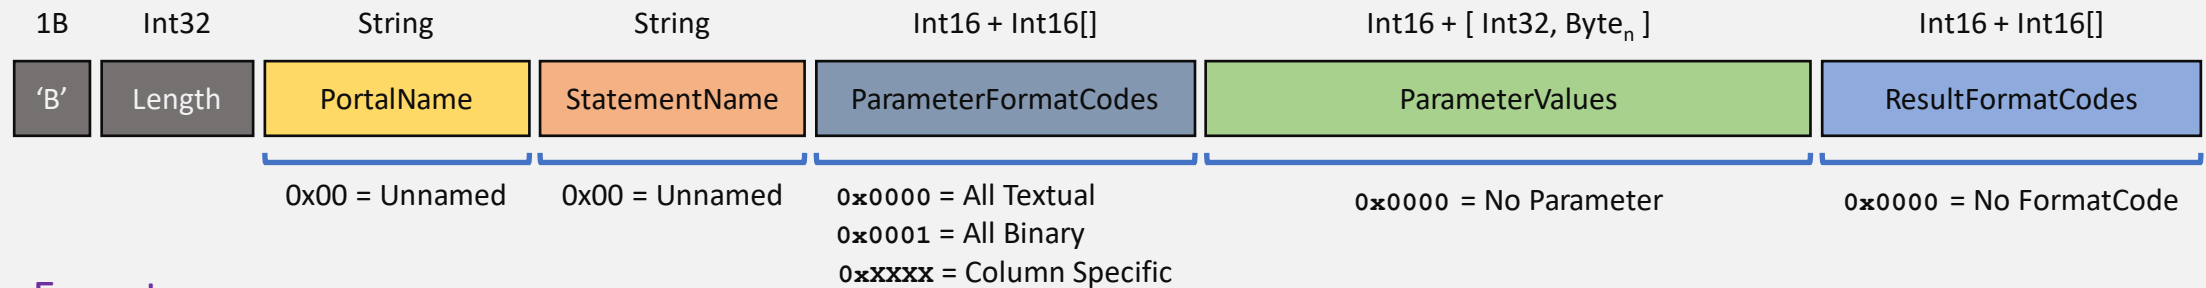 1B Int32 String String Int16 + Int16[] Int16 + [ Int32, Byteₙ ] Int16 + Int16[]
‘B’ Length PortalName StatementName ParameterFormatCodes ParameterValues ResultFormatCodes
0x00 = Unnamed 0x00 = Unnamed 0x0000 = All Textual 0x0000 = No Parameter 0x0000 = No FormatCode
0x0001 = All Binary
0xXXXX = Column Specific